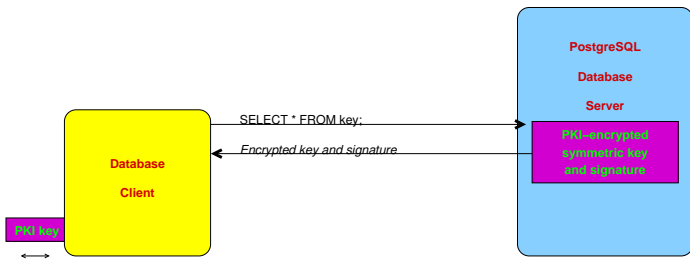 PostgreSQL
Database
Server
SELECT * FROM key;
PKI–encrypted
symmetric key
and signature
Encrypted key and signature
Database
Client
PKI key